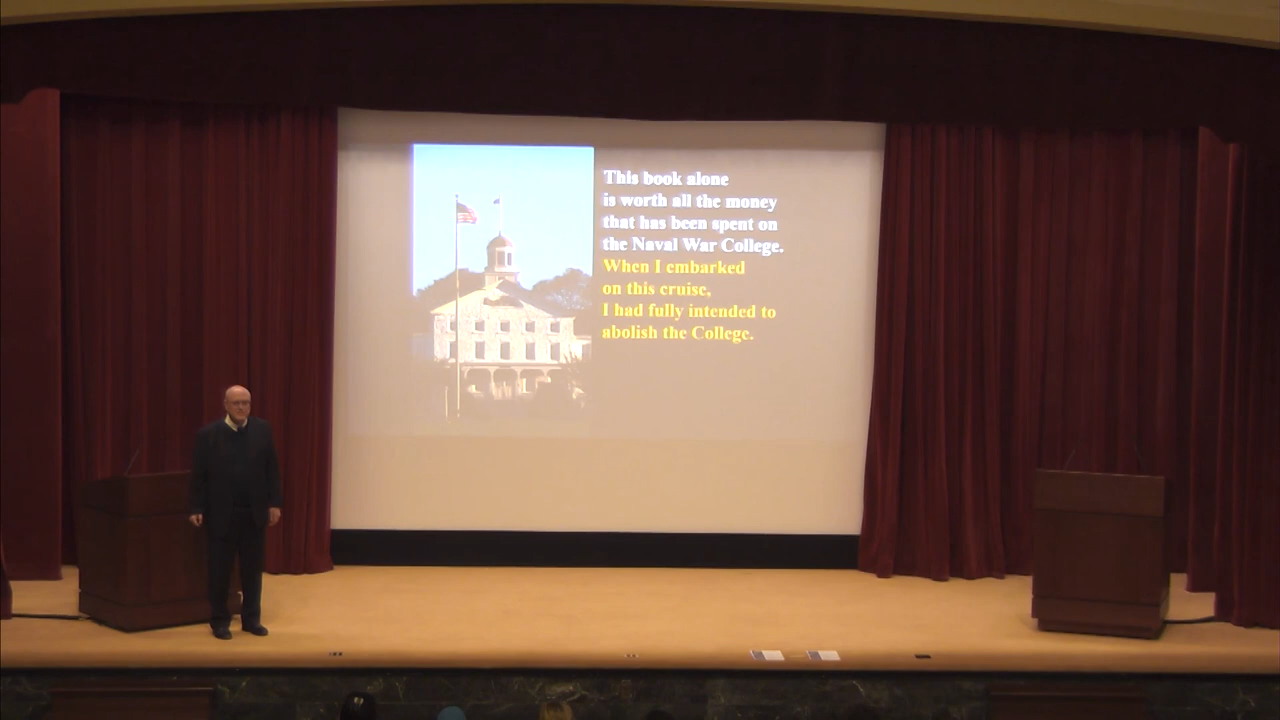 This book alone
is worth all the money
that has been spent on
the Naval War College.
When I embarked
on this cruise,
I had fully intended to
abolish the College.